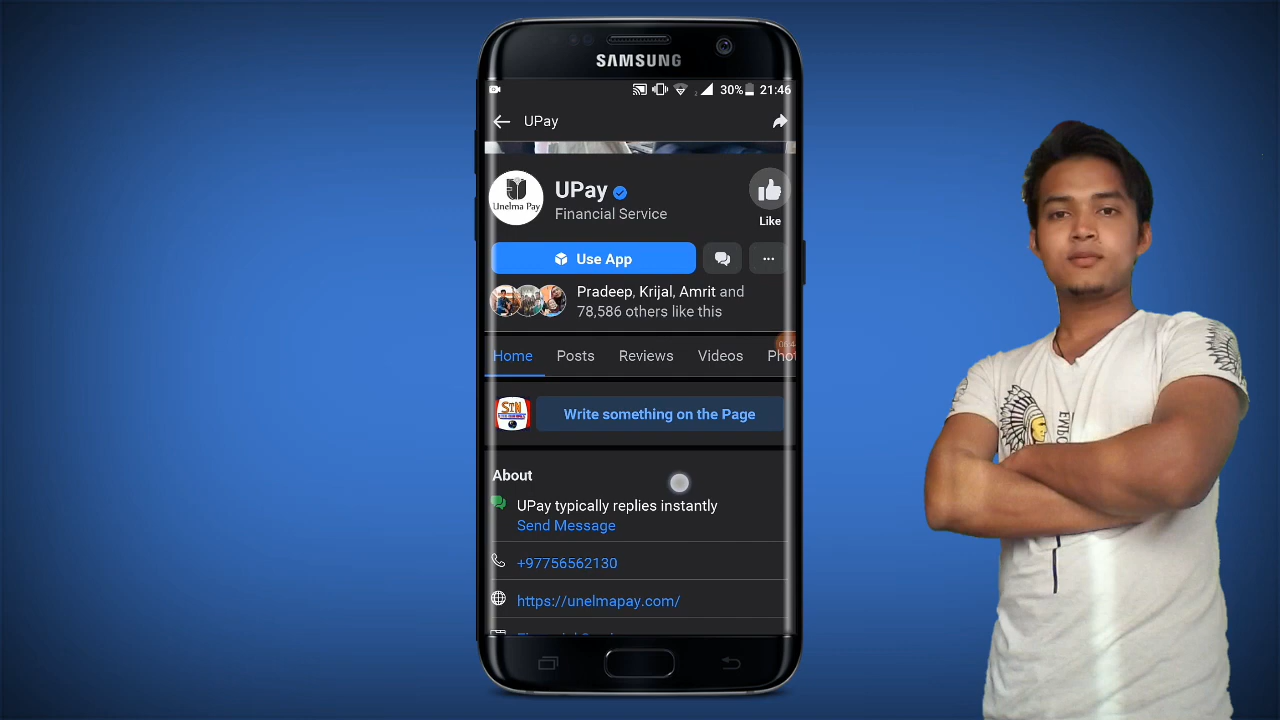 SAMSUNG
30% 21:46
UPay
UPay
Financial Service
Unelma Pay
Like
Use App
Pradeep, Krijal, Amrit and
78,586 others like this
Home Posts Reviews Videos Pho
STN
Write something on the Page
About
UPay typically replies instantly
Send Message
+97756562130
https://unelmapay.com/